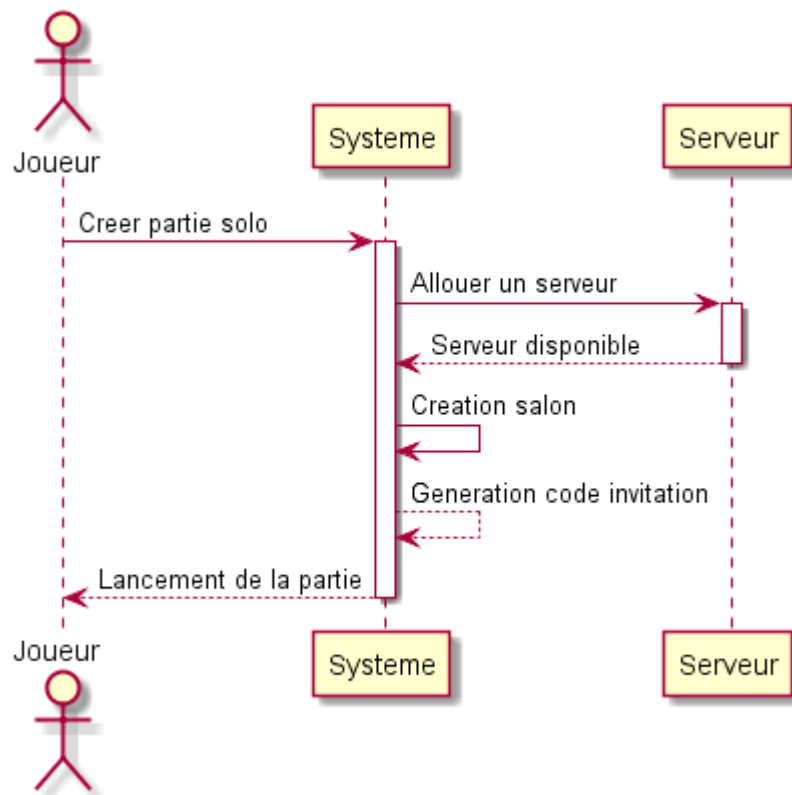 Joueur
Systeme
Serveur
Creer partie solo
Allouer un serveur
Serveur disponible
Creation salon
Generation code invitation
Lancement de la partie
Joueur
Systeme
Serveur